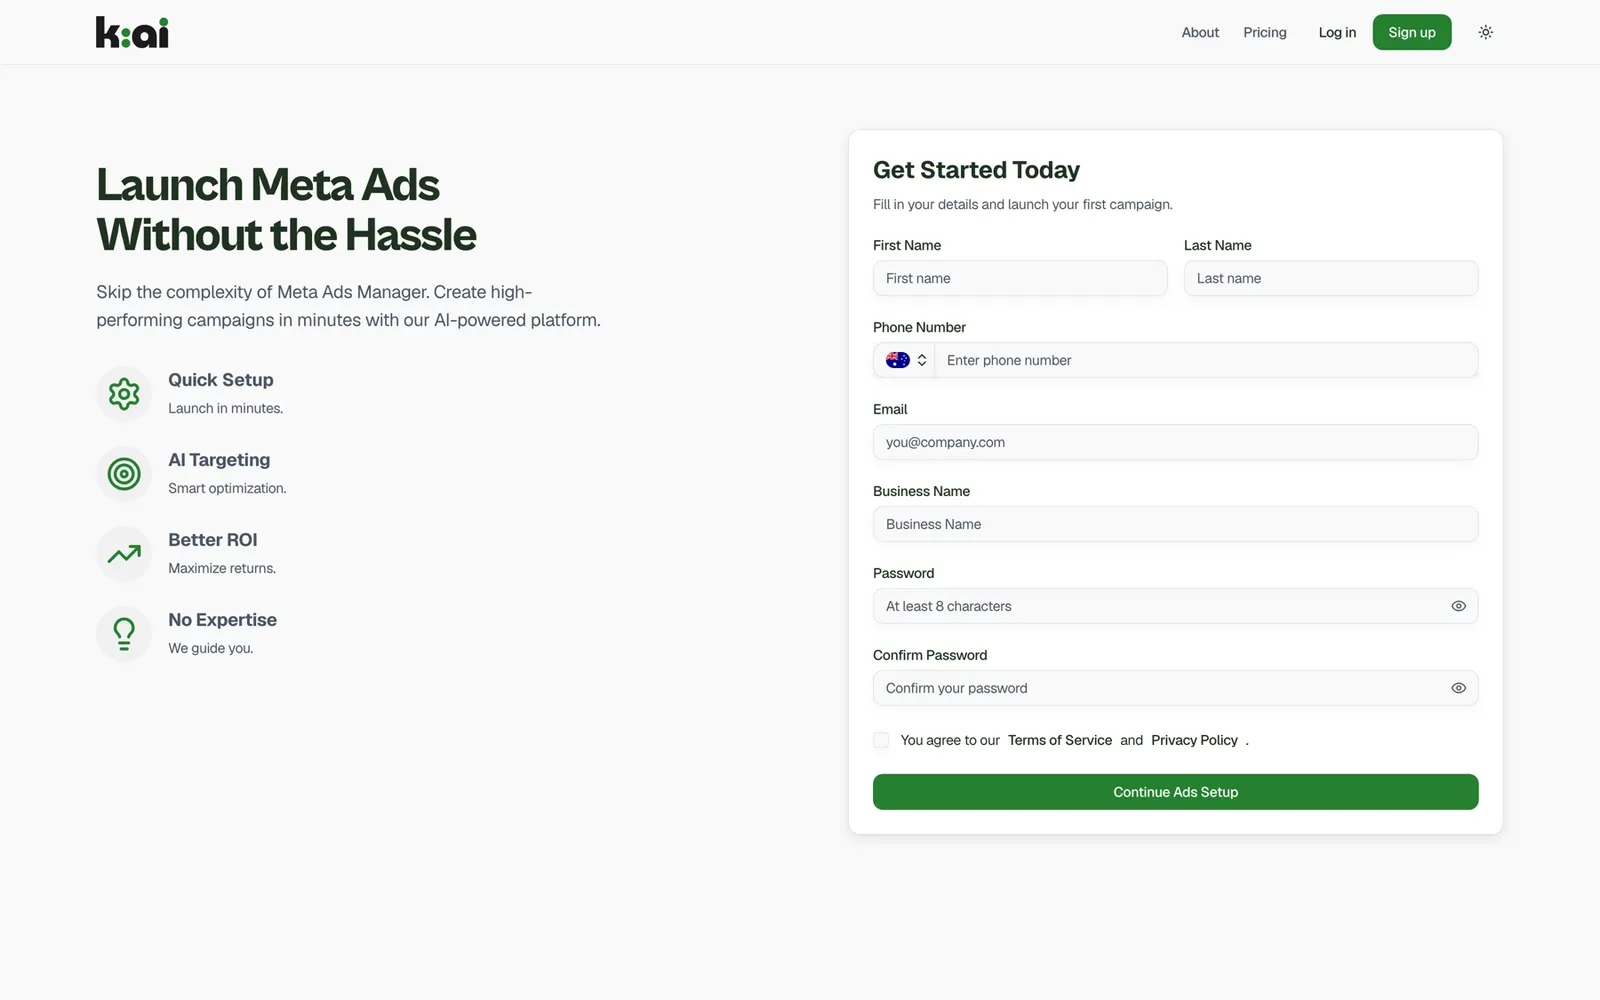 k:ai
About
Pricing
Log in
Sign up
Launch Meta Ads
Without the Hassle
Skip the complexity of Meta Ads Manager. Create high-
performing campaigns in minutes with our AI-powered platform.
Quick Setup
Launch in minutes.
AI Targeting
Smart optimization.
Better ROI
Maximize returns.
No Expertise
We guide you.
Get Started Today
Fill in your details and launch your first campaign.
First Name
Last Name
First name
Last name
Phone Number
Enter phone number
Email
you@company.com
Business Name
Business Name
Password
At least 8 characters
Confirm Password
Confirm your password
You agree to our Terms of Service and Privacy Policy .
Continue Ads Setup